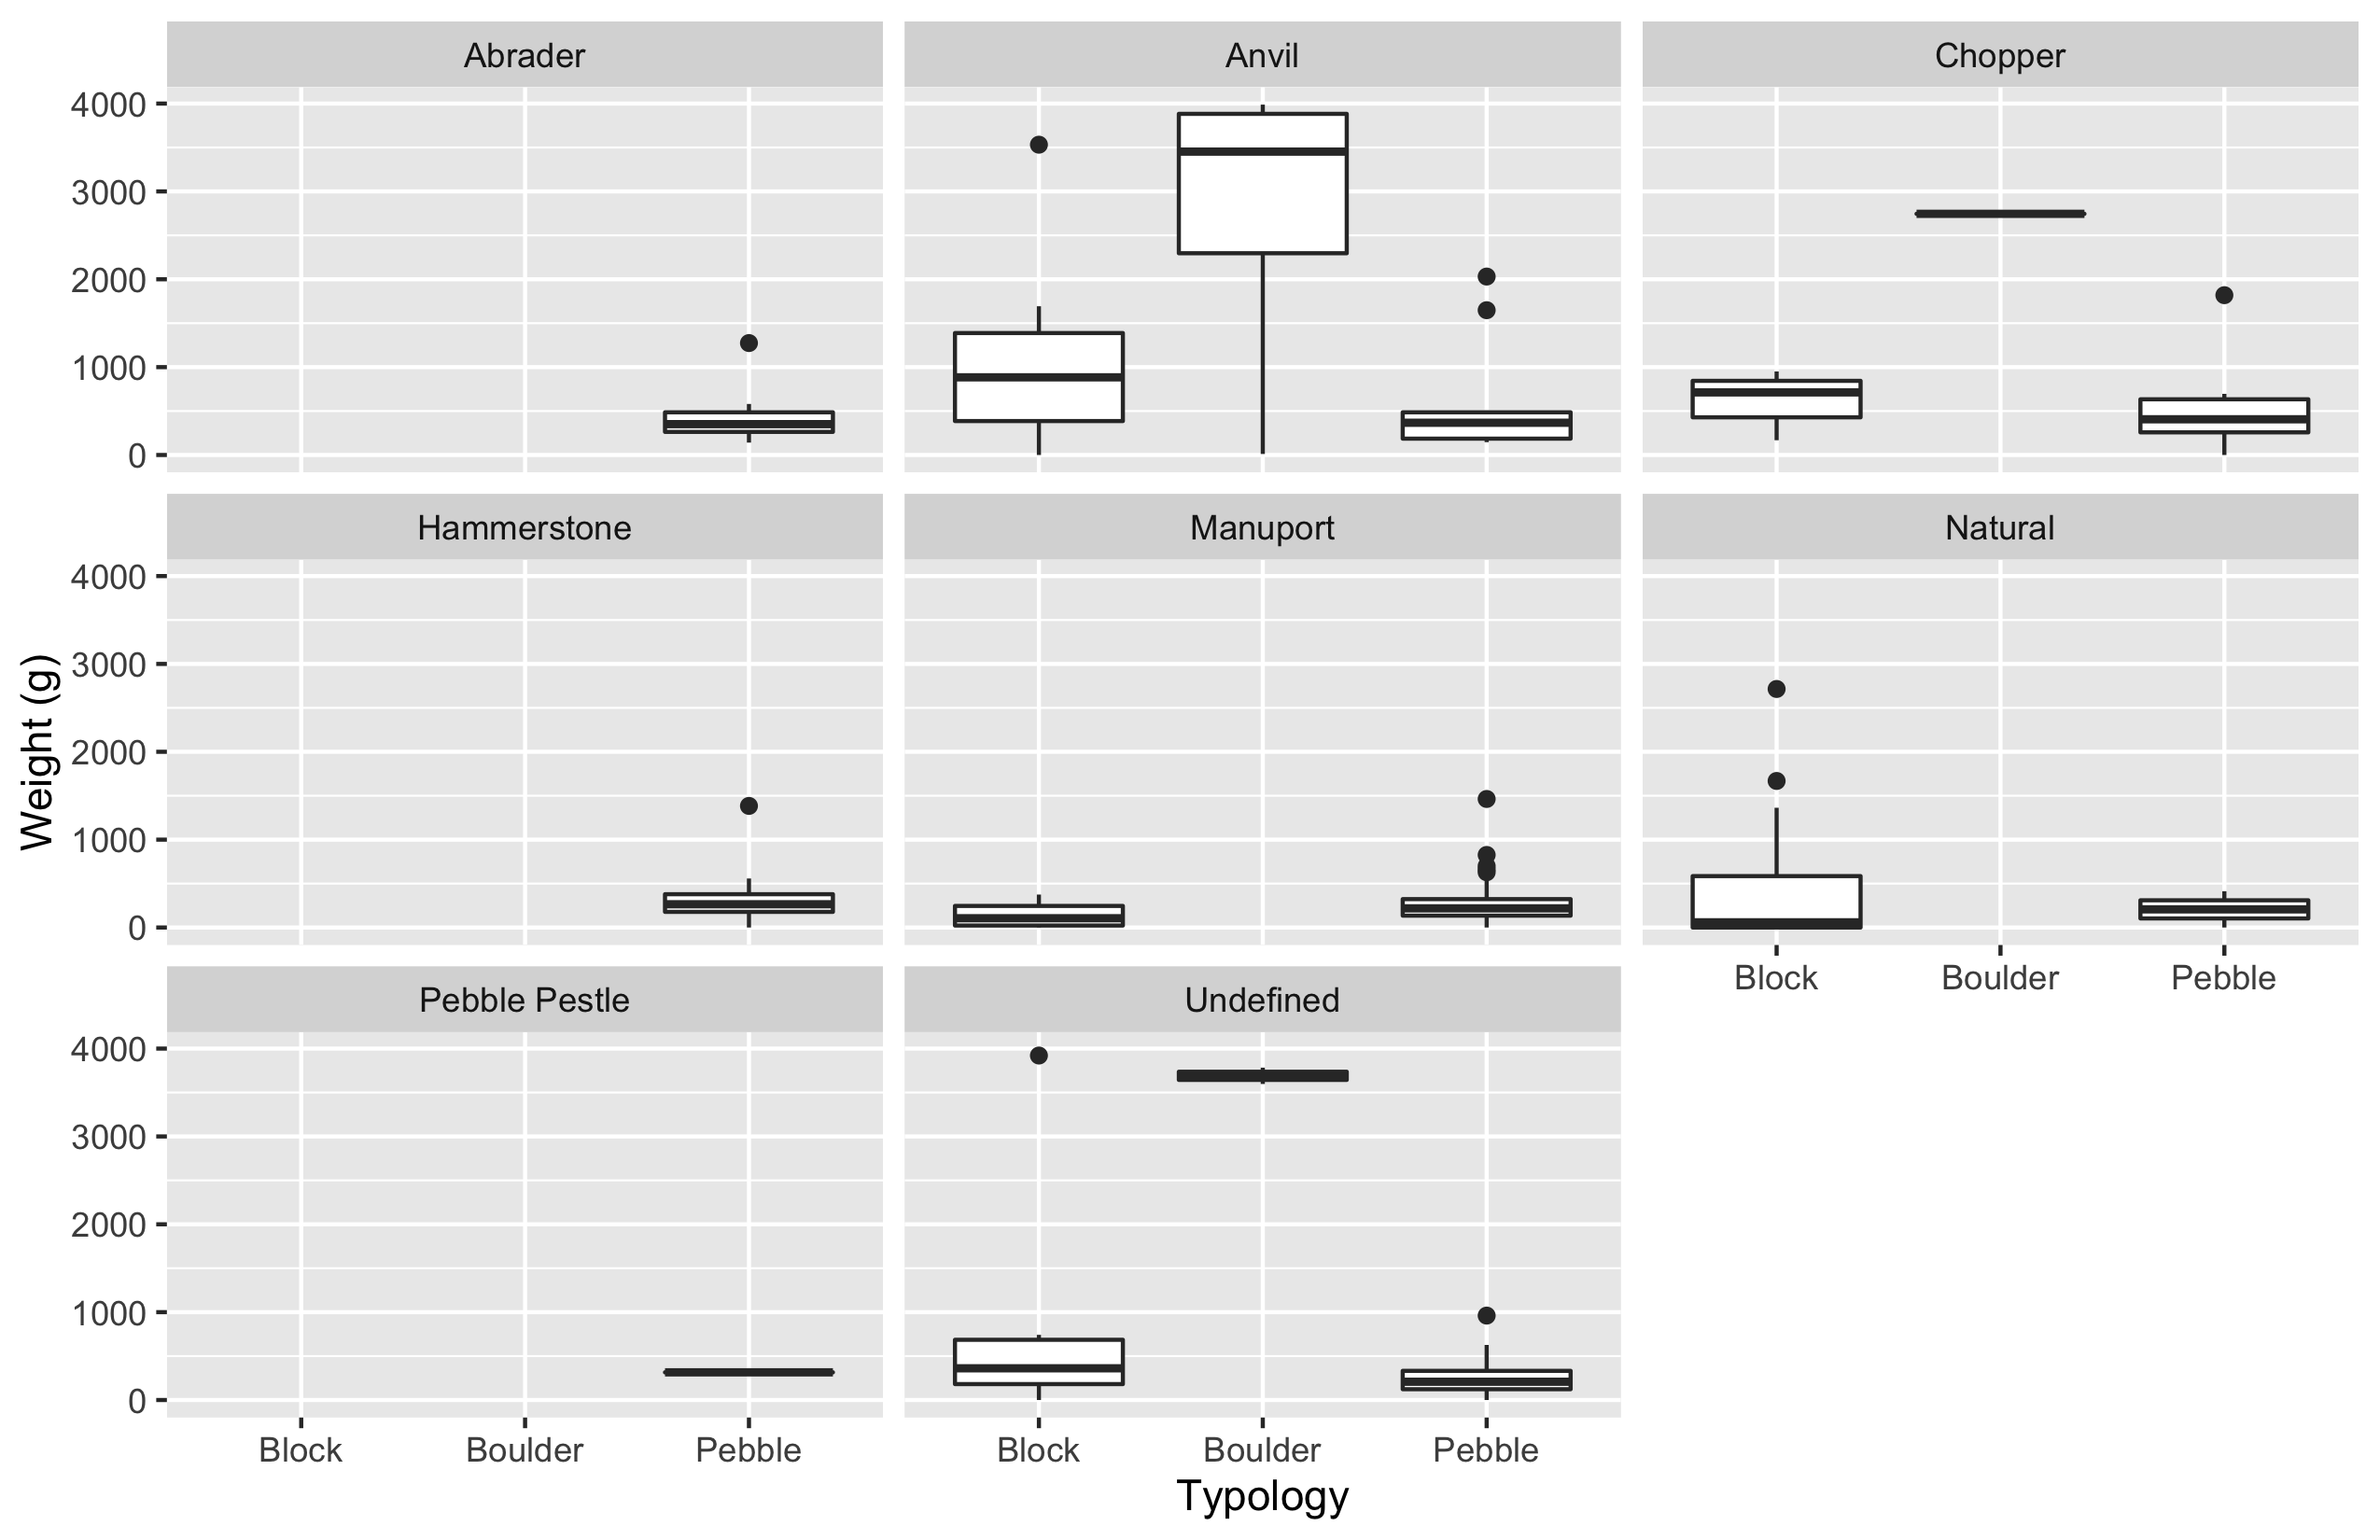 Abrader
Anvil
Chopper
4000
3000
2000
1000
0
Hammerstone
Manuport
Natural
4000
3000
2000
1000
0
Block Boulder Pebble
Pebble Pestle
Undefined
4000
3000
2000
1000
0
Block Boulder Pebble
Block Boulder Pebble
Typology
Weight (g)